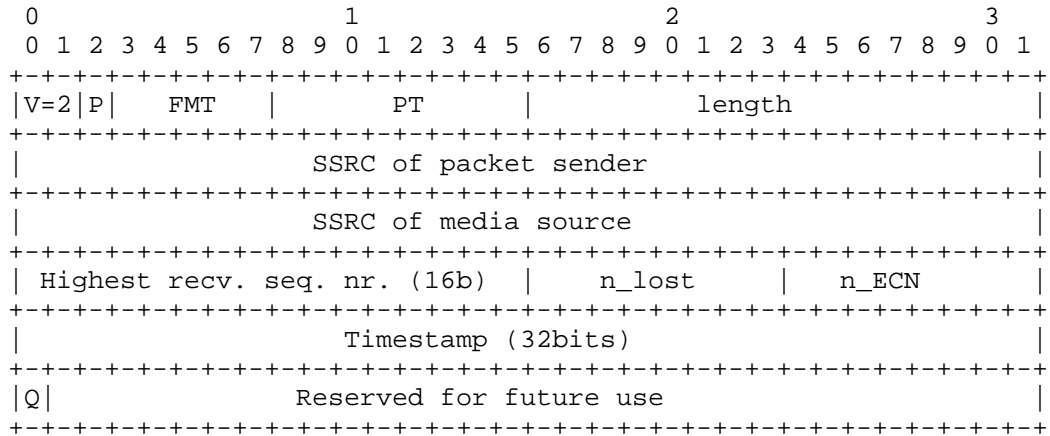 0                   1                   2                   3
 0 1 2 3 4 5 6 7 8 9 0 1 2 3 4 5 6 7 8 9 0 1 2 3 4 5 6 7 8 9 0 1
+-+-+-+-+-+-+-+-+-+-+-+-+-+-+-+-+-+-+-+-+-+-+-+-+-+-+-+-+-+-+-+-+
|V=2|P|   FMT   |       PT      |          length               |
+-+-+-+-+-+-+-+-+-+-+-+-+-+-+-+-+-+-+-+-+-+-+-+-+-+-+-+-+-+-+-+-+
|                  SSRC of packet sender                        |
+-+-+-+-+-+-+-+-+-+-+-+-+-+-+-+-+-+-+-+-+-+-+-+-+-+-+-+-+-+-+-+-+
|                  SSRC of media source                         |
+-+-+-+-+-+-+-+-+-+-+-+-+-+-+-+-+-+-+-+-+-+-+-+-+-+-+-+-+-+-+-+-+
| Highest recv. seq. nr. (16b)  |    n_lost     |   n_ECN       |
+-+-+-+-+-+-+-+-+-+-+-+-+-+-+-+-+-+-+-+-+-+-+-+-+-+-+-+-+-+-+-+-+
|                    Timestamp (32bits)                         |
+-+-+-+-+-+-+-+-+-+-+-+-+-+-+-+-+-+-+-+-+-+-+-+-+-+-+-+-+-+-+-+-+
|Q|               Reserved for future use                       |
+-+-+-+-+-+-+-+-+-+-+-+-+-+-+-+-+-+-+-+-+-+-+-+-+-+-+-+-+-+-+-+-+